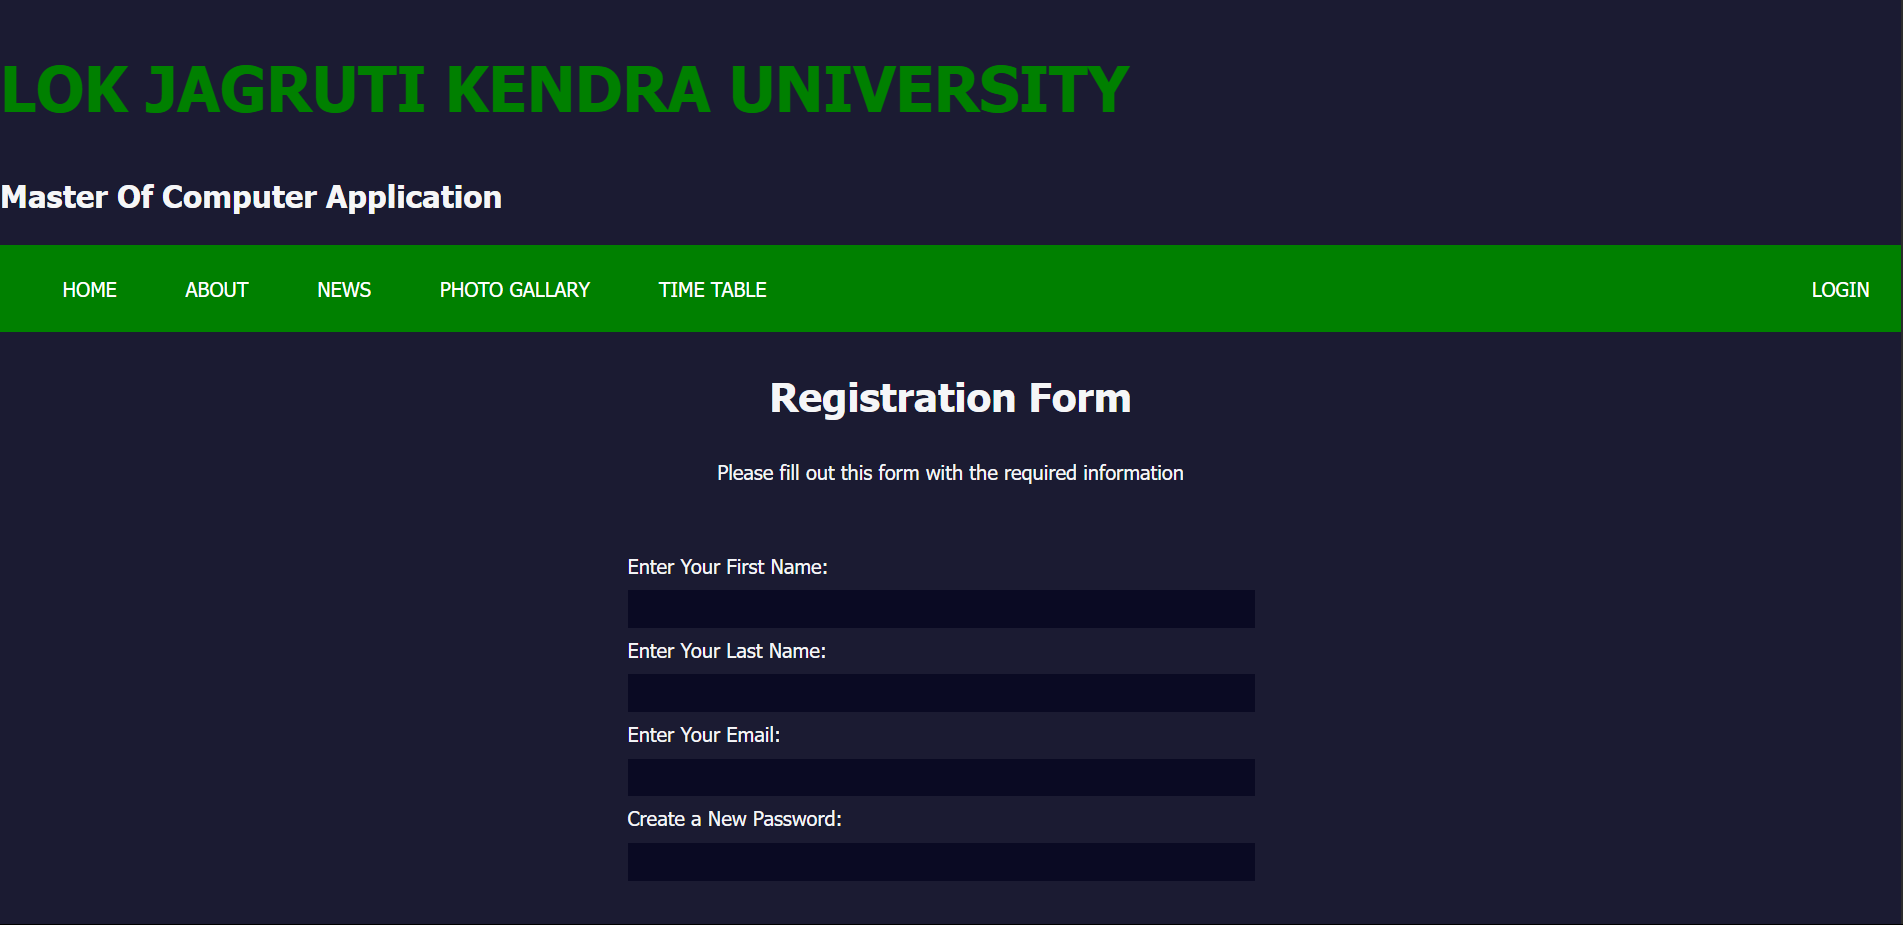 LOK JAGRUTI KENDRA UNIVERSITY
Master Of Computer Application
HOME ABOUT NEWS PHOTO GALLARY TIME TABLE LOGIN
Registration Form
Please fill out this form with the required information
Enter Your First Name:
Enter Your Last Name:
Enter Your Email:
Create a New Password: